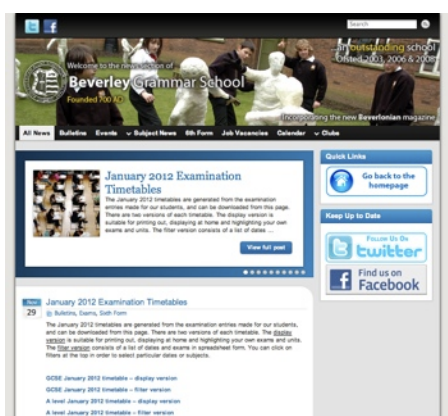 Search
...an outstanding school
Ofsted 2003, 2006 & 2008
Welcome to the news section of
Beverley Grammar School
Founded 700 AD
Incorporating the new Beverlonian magazine
All News Bulletins Events Subject News 6th Form Job Vacancies Calender Clubs
January 2012 Examination
Timetables
The January 2012 timetables are generated from the examination
entries made for our students, and can be downloaded from this page.
There are two versions of each timetable. The display version is
suitable for printing out, displaying at home and highlighting your own
exams and units. The filter version consists of a list of dates ...
View full post
Quick Links
Go back to the
homepage
Keep Up to Date
Follow Us On
twitter
Find us on
Facebook
Nov
29
January 2012 Examination Timetables
Bulletins, Exams, Sixth Form
The January 2012 timetables are generated from the examination entries made for our students,
and can be downloaded from this page. There are two versions of each timetable. The display
version is suitable for printing out, displaying at home and highlighting your own exams and units.
The filter version consists of a list of dates and exams in spreadsheet form. You can click on
filters at the top in order to select particular dates or subjects.
GCSE January 2012 timetable – display version
GCSE January 2012 timetable – filter version
A level January 2012 timetable – display version
A level January 2012 timetable – filter version